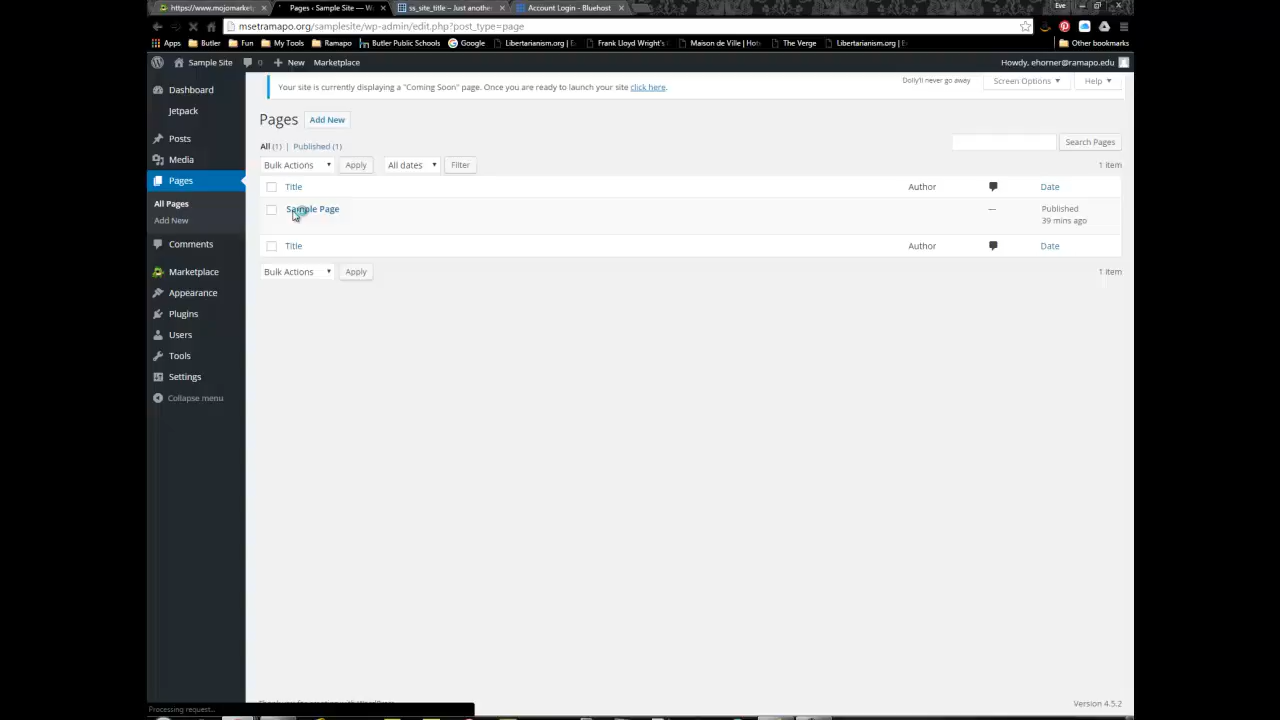 https://www.mojomarket
Pages ‹ Sample Site — W
ss_site_title – Just anothe
Account Login - Bluehost
Eve
msetramapo.org/samplesite/wp-admin/edit.php?post_type=page
Apps Butler Fun My Tools Ramapo Butler Public Schools Google Libertarianism.org | E Frank Lloyd Wright's Maison de Ville | Hot The Verge Libertarianism.org | E Other bookmarks
Sample Site 0 New Marketplace Howdy, ehorner@ramapo.edu
Dashboard
Jetpack
Posts
Media
Pages
All Pages
Add New
Comments
Marketplace
Appearance
Plugins
Users
Tools
Settings
Collapse menu
Your site is currently displaying a "Coming Soon" page. Once you are ready to launch your site click here.
Dolly'll never go away
Screen Options
Help
Pages Add New
All (1) | Published (1)
Search Pages
Bulk Actions Apply All dates Filter 1 item
Title Author Date
Sample Page — Published
39 mins ago
Title Author Date
Bulk Actions Apply 1 item
Version 4.5.2
Processing request...